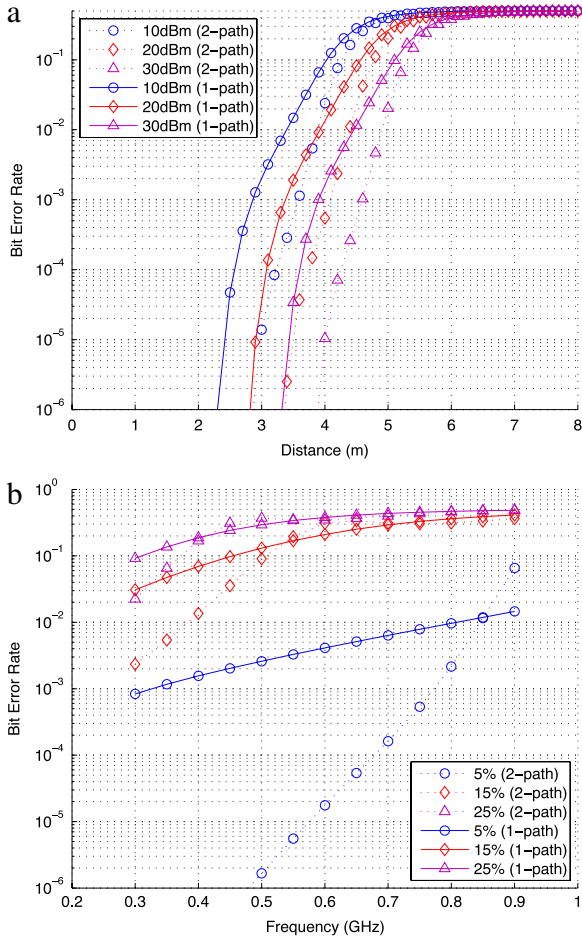 a
10dBm (2-path)
20dBm (2-path)
30dBm (2-path)
10dBm (1-path)
20dBm (1-path)
30dBm (1-path)
10⁻¹
10⁻²
10⁻³
10⁻⁴
10⁻⁵
10⁻⁶
Bit Error Rate
0 1 2 3 4 5 6 7 8
Distance (m)
b
10⁰
10⁻¹
10⁻²
10⁻³
10⁻⁴
10⁻⁵
10⁻⁶
Bit Error Rate
5% (2-path)
15% (2-path)
25% (2-path)
5% (1-path)
15% (1-path)
25% (1-path)
0.2 0.3 0.4 0.5 0.6 0.7 0.8 0.9 1
Frequency (GHz)